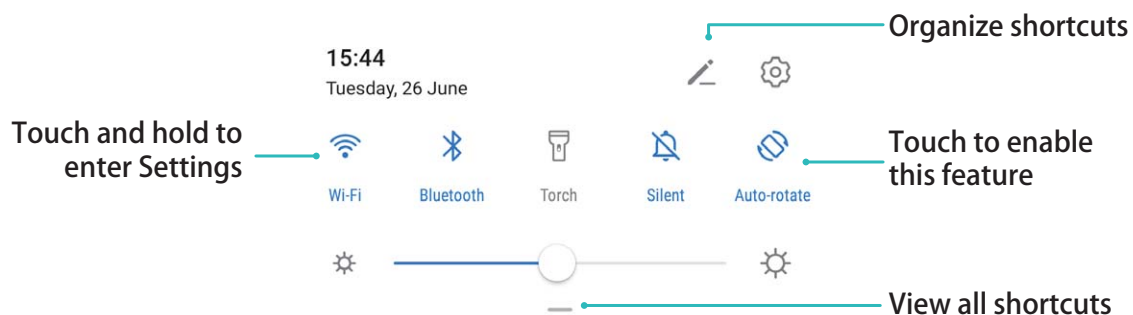 Organize shortcuts
15:44
Tuesday, 26 June
Touch and hold to
enter Settings
Wi-Fi
Bluetooth
Torch
Silent
Auto-rotate
Touch to enable
this feature
View all shortcuts